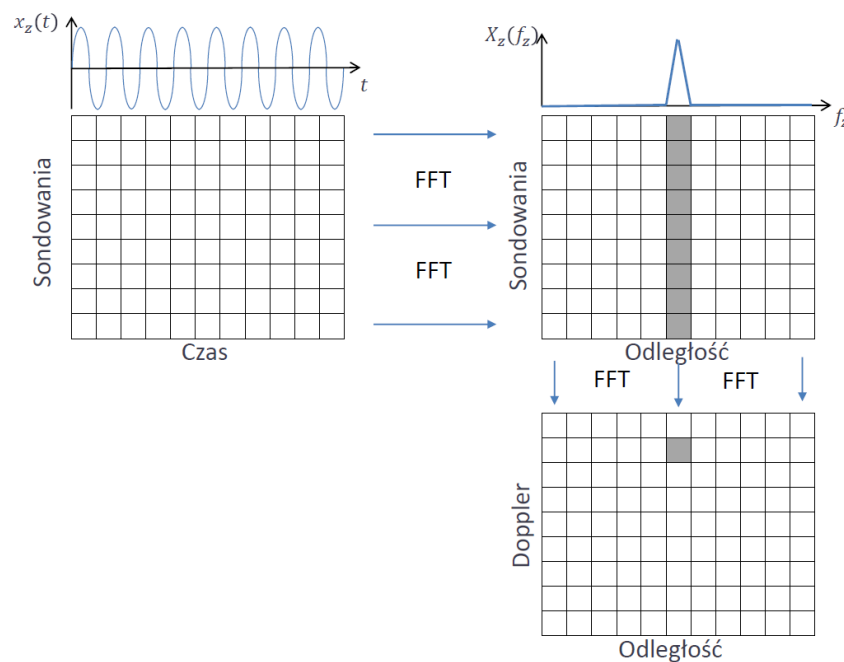 x_z(t)
t
Sondowania
Czas
FFT
FFT
X_z(f_z)
f_z
Sondowania
Odległość
FFT
FFT
Doppler
Odległość